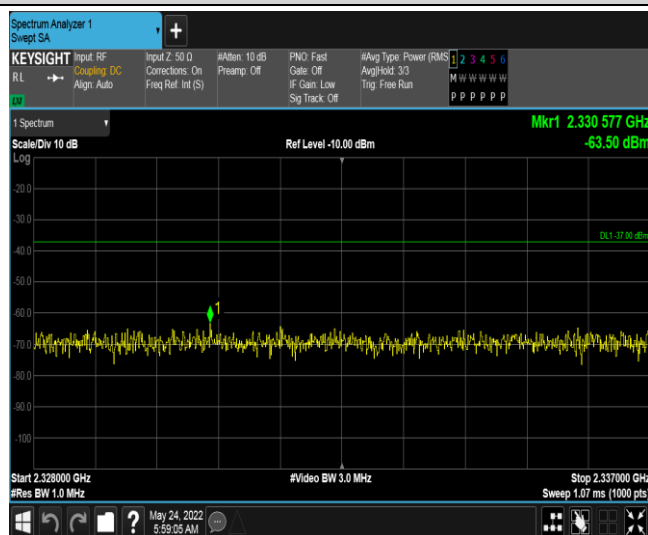 Spectrum Analyzer 1
Swept SA
+
KEYSIGHT Input: RF Input Z: 50 Ω #Atten: 10 dB PNO: Fast #Avg Type: Power (RMS 1 2 3 4 5 6
RL Coupling: DC Corrections: On Preamp: Off Gate: Off Avg|Hold: 3/3 M W W W W W
Align: Auto Freq Ref: Int (S) IF Gain: Low Trig: Free Run
Sig Track: Off P P P P P P
LXI
1 Spectrum Mkr1 2.330 577 GHz
Scale/Div 10 dB Ref Level -10.00 dBm -63.50 dBm
Log
-20.0
-30.0
DL1 -37.00 dBm
-40.0
-50.0
-60.0 1
-70.0
-80.0
-90.0
-100
Start 2.328000 GHz #Video BW 3.0 MHz Stop 2.337000 GHz
#Res BW 1.0 MHz Sweep 1.07 ms (1000 pts)
? May 24, 2022
5:59:05 AM